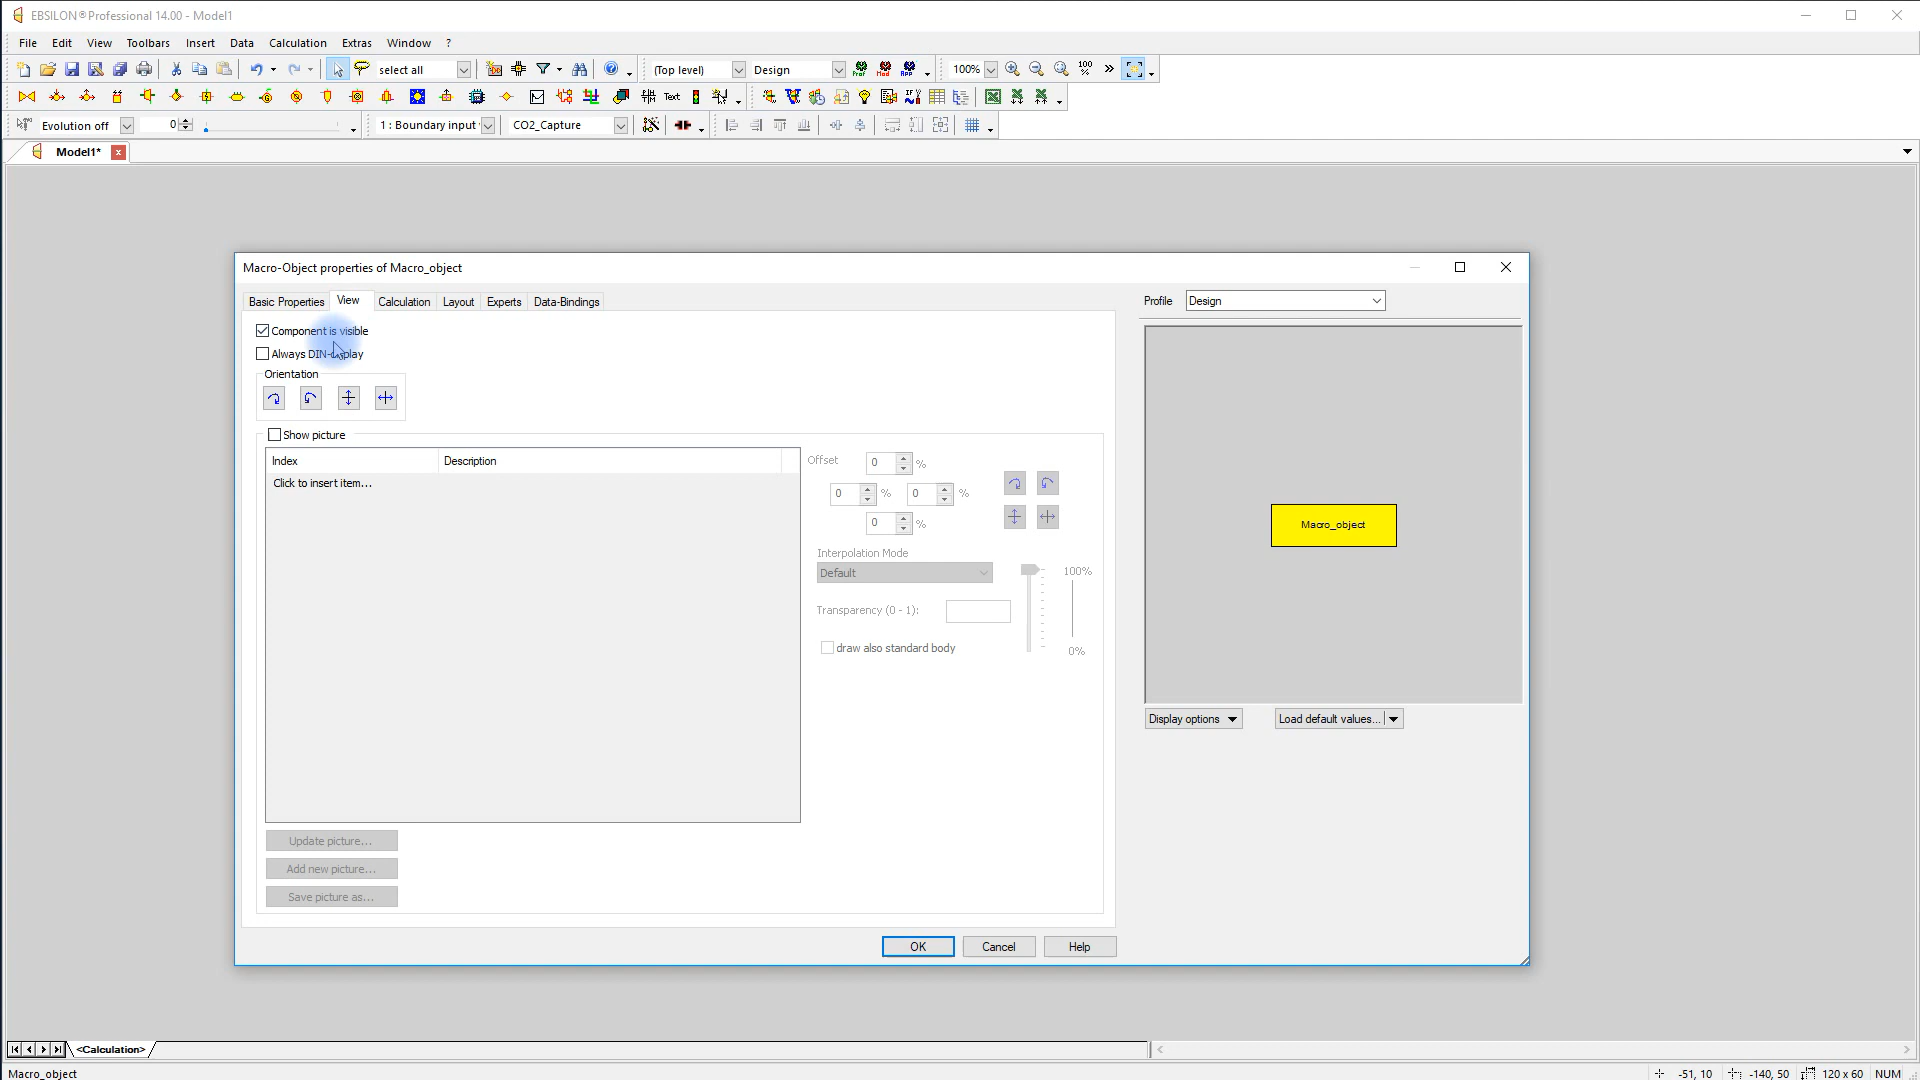 EBSILON®Professional 14.00 - Model1
File Edit View Toolbars Insert Data Calculation Extras Window ?
select all (Top level) Design Prof Mod App 100% 100 %
Text IF
Evolution off 0 1 : Boundary input CO2_Capture
Model1* x
Macro-Object properties of Macro_object
Basic Properties View Calculation Layout Experts Data-Bindings
Profile Design
Component is visible
Always DIN-display
Orientation
Show picture
Index Description
Click to insert item...
Offset 0 %
0 % 0 %
0 %
Interpolation Mode
Default
100%
Transparency (0 - 1):
draw also standard body
0%
Macro_object
Display options Load default values...
Update picture...
Add new picture...
Save picture as...
OK Cancel Help
<Calculation>
Macro_object -51, 10 -140, 50 120 x 60 NUM